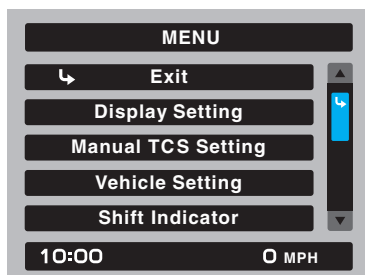 MENU
Exit
Display Setting
Manual TCS Setting
Vehicle Setting
Shift Indicator
10:00 0 MPH